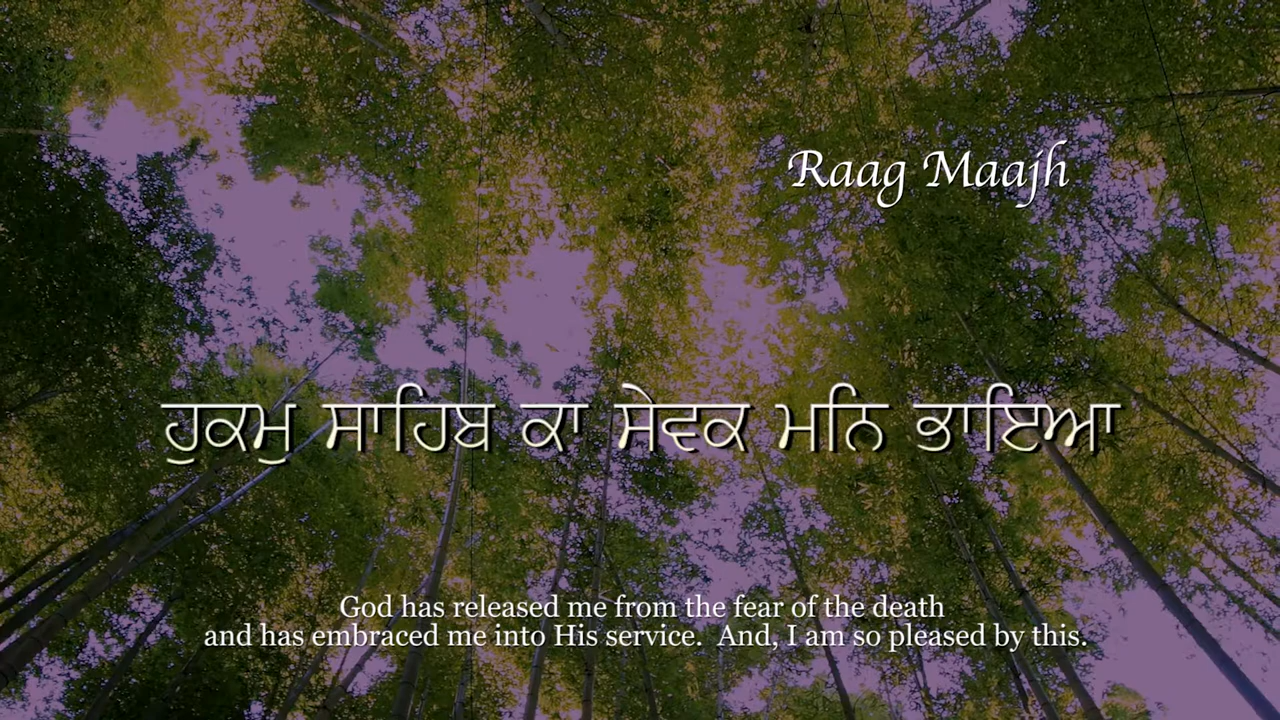 Raag Maajh
ਹੁਕਮੁ ਸਾਹਿਬ ਕਾ ਸੇਵਕ ਮਨਿ ਭਾਇਆ
God has released me from the fear of the death
and has embraced me into His service. And, I am so pleased by this.